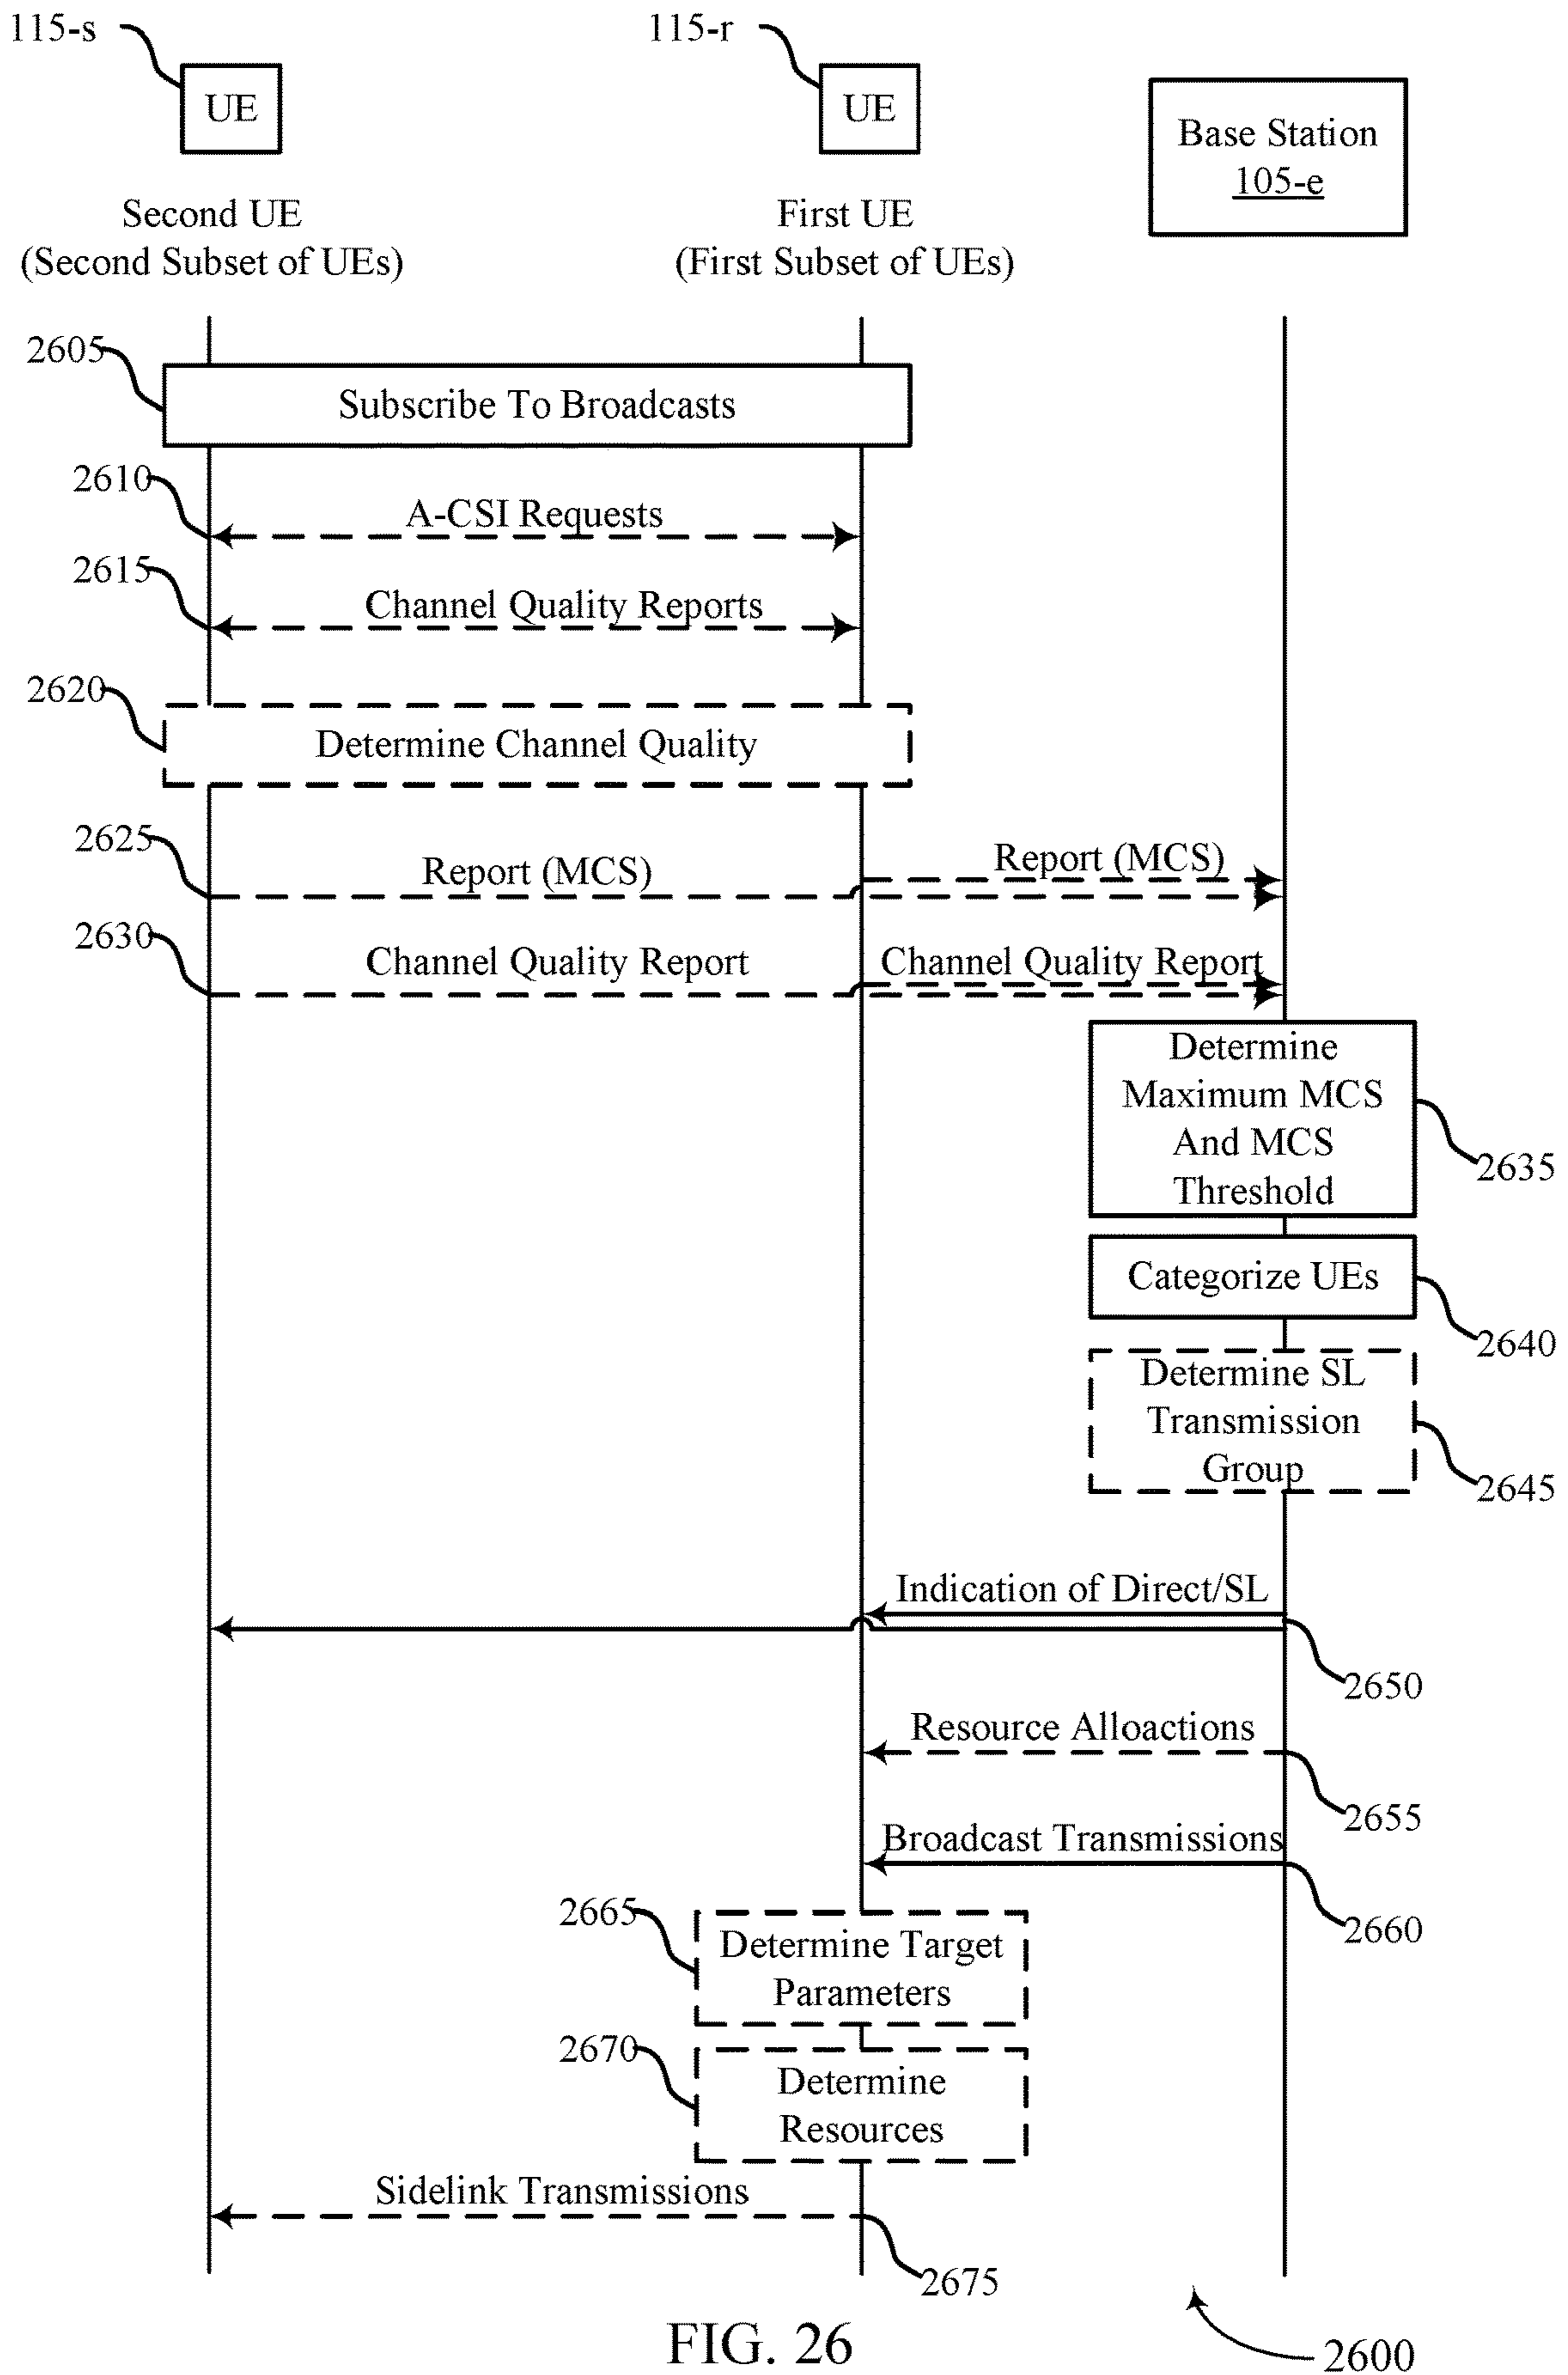 115-s
115-r
UE
UE
Base Station
105-e
Second UE
(Second Subset of UEs)
First UE
(First Subset of UEs)
2605
Subscribe To Broadcasts
2610
A-CSI Requests
2615
Channel Quality Reports
2620
Determine Channel Quality
2625
Report (MCS)
Report (MCS)
2630
Channel Quality Report
Channel Quality Report
Determine
Maximum MCS
And MCS
Threshold
2635
Categorize UEs
2640
Determine SL
Transmission
Group
2645
Indication of Direct/SL
2650
Resource Alloactions
2655
Broadcast Transmissions
2660
2665
Determine Target
Parameters
2670
Determine
Resources
Sidelink Transmissions
2675
FIG. 26
2600